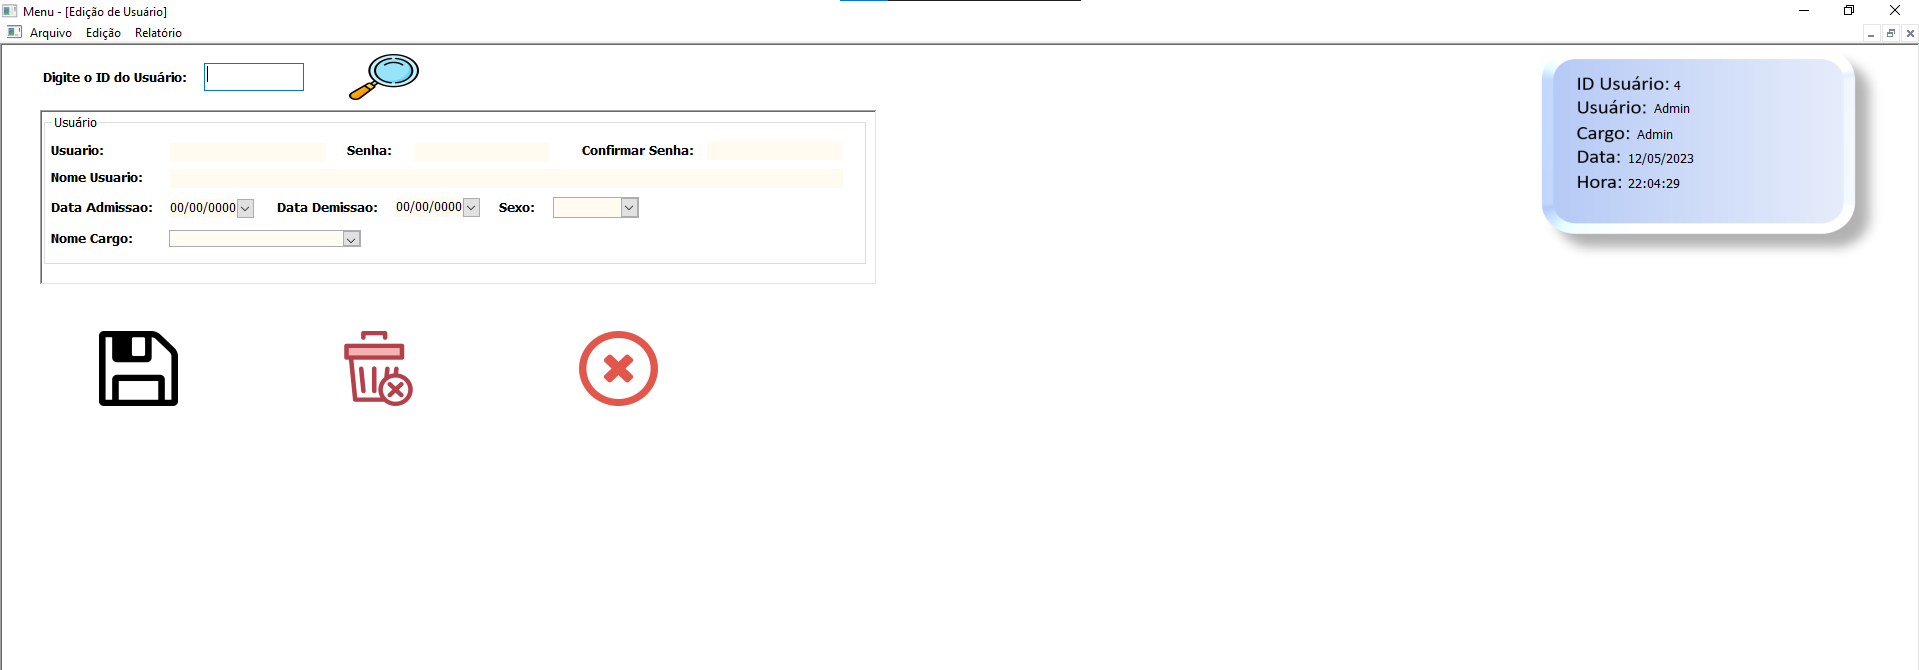 Menu - [Edição de Usuário]
Arquivo Edição Relatório
Digite o ID do Usuário:
Usuário
Usuario: Senha: Confirmar Senha:
Nome Usuario:
Data Admissao: 00/00/0000 Data Demissao: 00/00/0000 Sexo:
Nome Cargo:
ID Usuário: 4
Usuário: Admin
Cargo: Admin
Data: 12/05/2023
Hora: 22:04:29